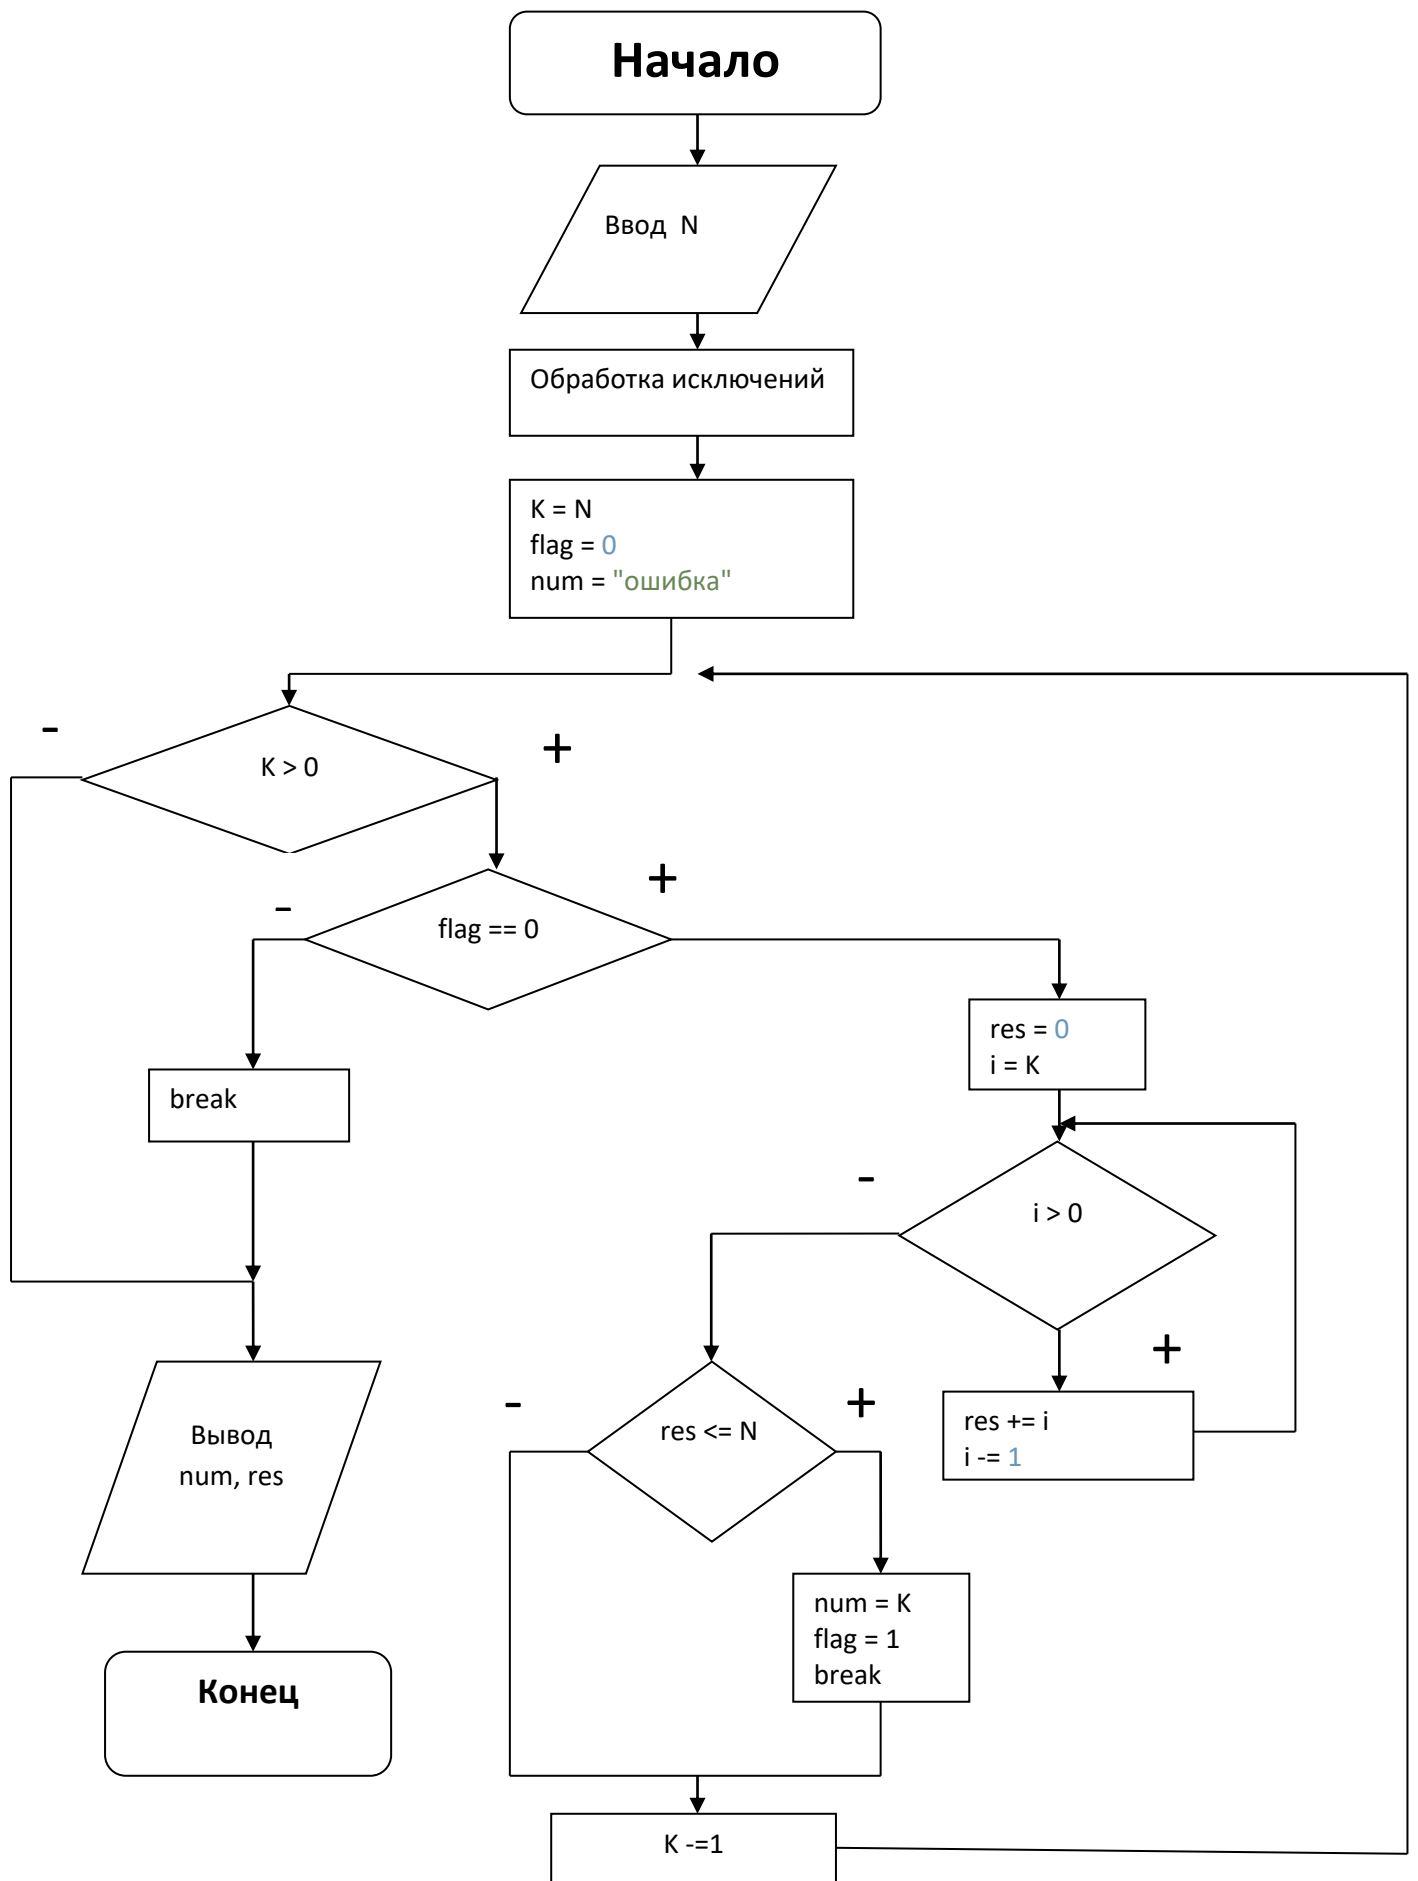 Начало
Ввод  N
Обработка исключений
K = N
flag = 0
num = "ошибка"
-
+
K > 0
+
-
flag == 0
res = 0
i = K
break
-
i > 0
+
-
+
res <= N
res += i
i -= 1
Вывод
num, res
num = K
flag = 1
break
Конец
K -=1